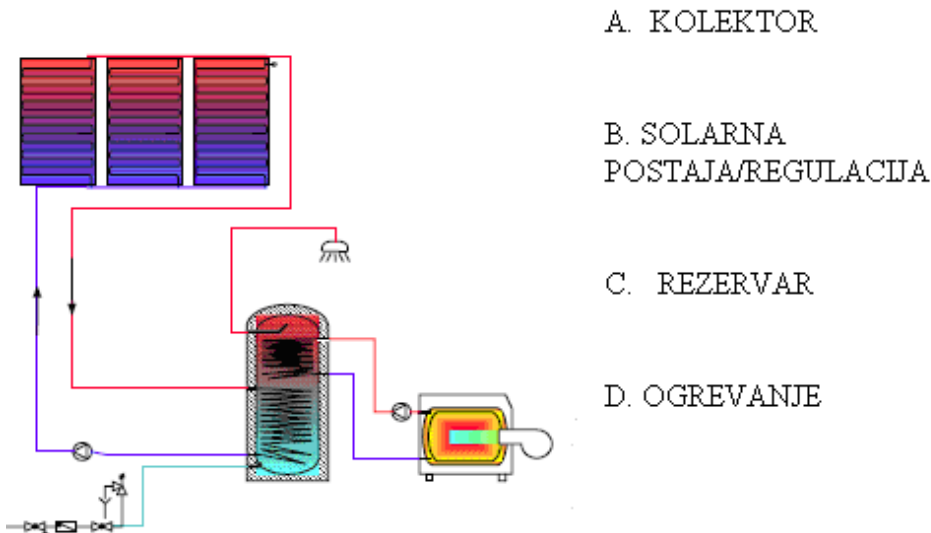 A. KOLEKTOR
B. SOLARNA
POSTAJA/REGULACIJA
C. REZERVAR
D. OGREVANJE